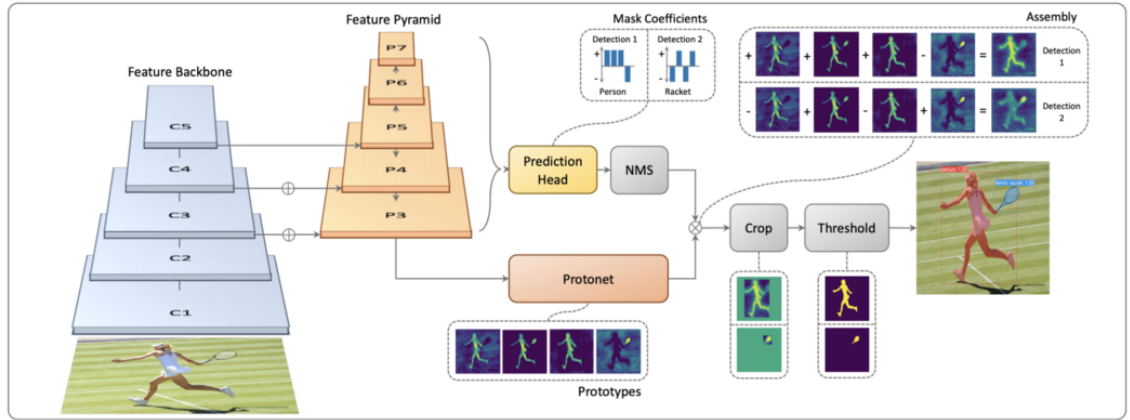 Feature Backbone
C5
C4
C3
C2
C1
Feature Pyramid
P7
P6
P5
P4
P3
Mask Coefficients
Detection 1
Detection 2
+
-
+
-
Person
Racket
Prediction
Head
NMS
Protonet
Prototypes
Assembly
+ + + - = Detection
1
- + - + = Detection
2
Crop
Threshold